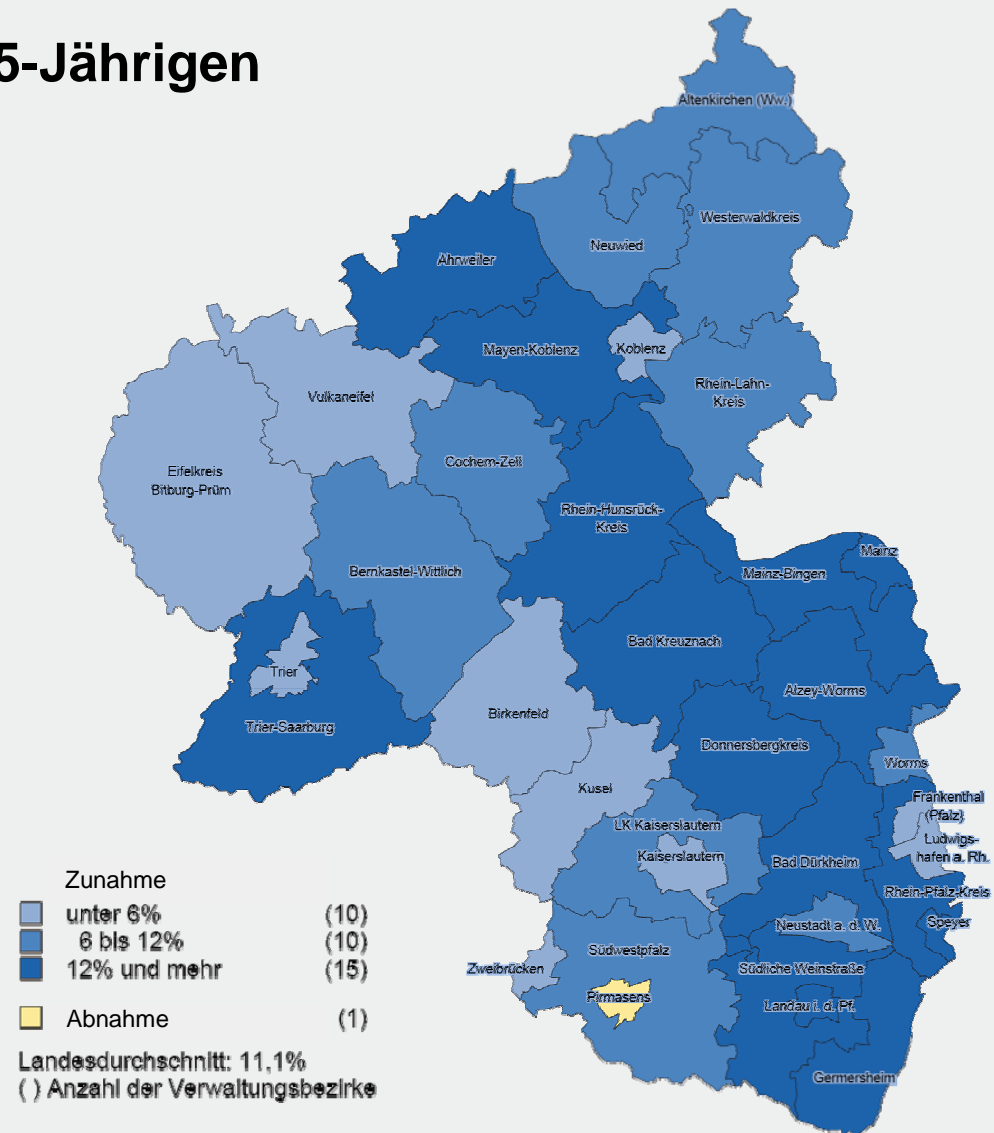 5-Jährigen
Altenkirchen (Ww.)
Westerwaldkreis
Neuwied
Ahrweiler
Mayen-Koblenz
Koblenz
Rhein-Lahn-
Kreis
Vulkaneifel
Cochem-Zell
Eifelkreis
Bitburg-Prüm
Rhein-Hunsrück-
Kreis
Mainz
Mainz-Bingen
Bernkastel-Wittlich
Bad Kreuznach
Trier
Alzey-Worms
Birkenfeld
Trier-Saarburg
Donnersbergkreis
Worms
Kusel
Frankenthal
(Pfalz)
LK Kaiserslautern
Ludwigs-
hafen a. Rh.
Kaiserslautern
Bad Dürkheim
Rhein-Pfalz-Kreis
Speyer
Neustadt a. d. W.
Südwestpfalz
Zweibrücken
Südliche Weinstraße
Pirmasens
Landau i. d. Pf.
Germersheim
Zunahme
unter 6% (10)
6 bis 12% (10)
12% und mehr (15)
Abnahme (1)
Landesdurchschnitt: 11,1%
( ) Anzahl der Verwaltungsbezirke